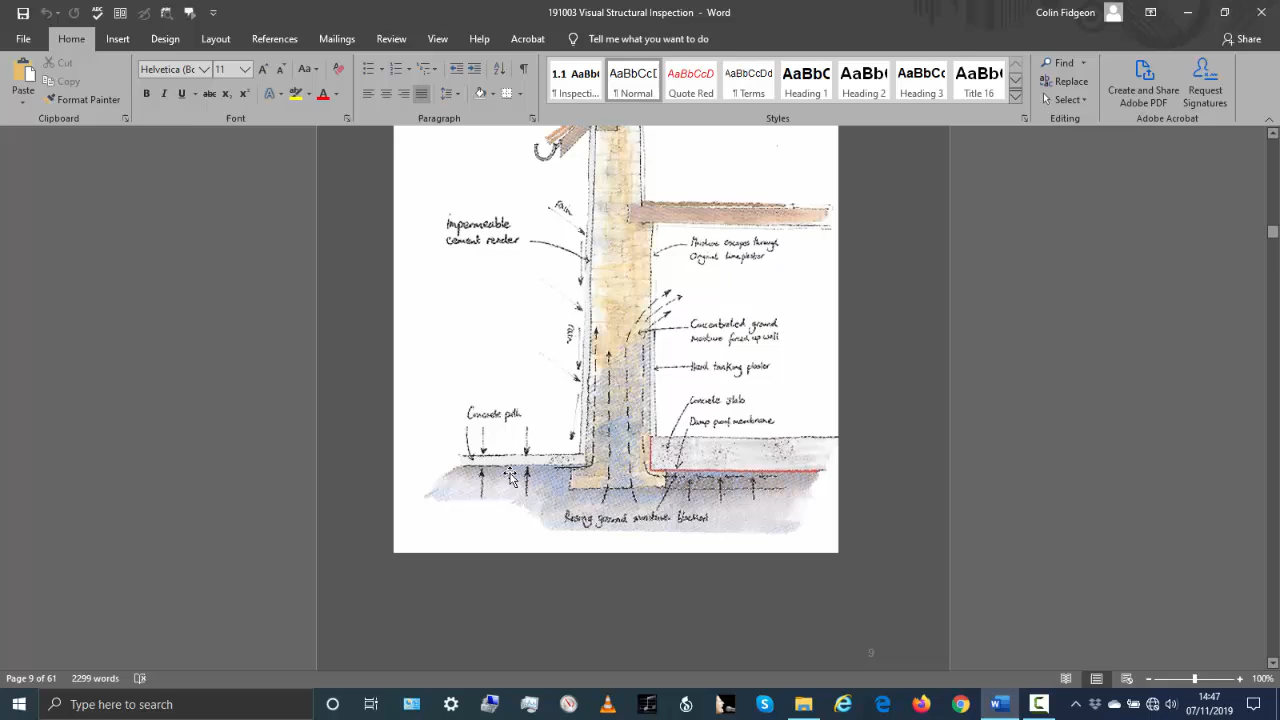 191003 Visual Structural Inspection - Word
Colin Fidgeon
File Home Insert Design Layout References Mailings Review View Help Acrobat Tell me what you want to do Share
Paste
Cut
Copy
Format Painter
Clipboard
Helvetica (Bc 11
Font
Paragraph
1.1 AaBb( AaBbCcD AaBbCcD AaBbCcDd AaBbC AaBb( AaBbCc AaBb(
¶ Inspecti... ¶ Normal Quote Red ¶ Terms Heading 1 Heading 2 Heading 3 Title 16
Styles
Find
Replace
Select
Editing
Create and Share Adobe PDF
Request Signatures
Adobe Acrobat
Impermeable
cement render
rain
Moisture escapes through
Original lime plaster
rain
Concentrated ground
moisture forced up wall
Hard tanking plaster
Concrete slab
Damp proof membrane
Concrete path
Rising ground moisture blocked
9
Page 9 of 61 2299 words 100%
Type here to search
14:47
07/11/2019